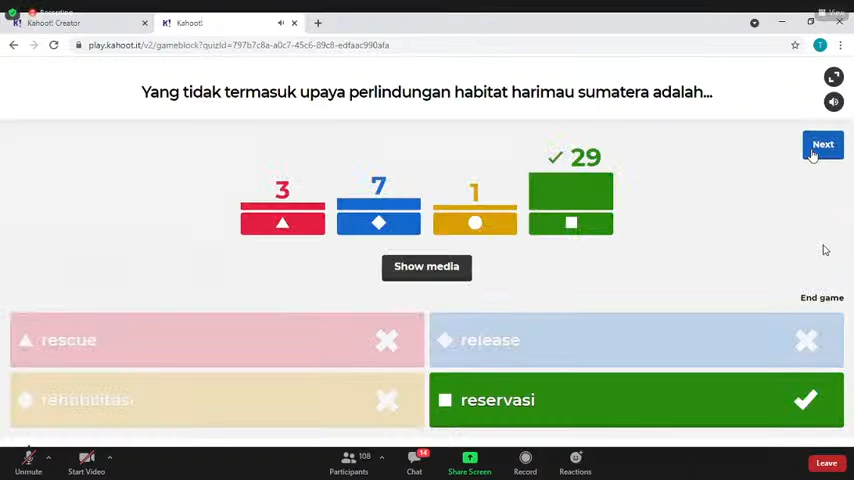 Recording
View
K! Kahoot! Creator
K! Kahoot!
play.kahoot.it/v2/gameblock?quizId=797b7c8a-a0c7-45c6-89c8-edfaac990afa
T
Yang tidak termasuk upaya perlindungan habitat harimau sumatera adalah...
Next
3
7
1
29
Show media
End game
rescue
release
rehabilitasi
reservasi
Unmute
Start Video
108
Participants
14
Chat
Share Screen
Record
Reactions
Leave